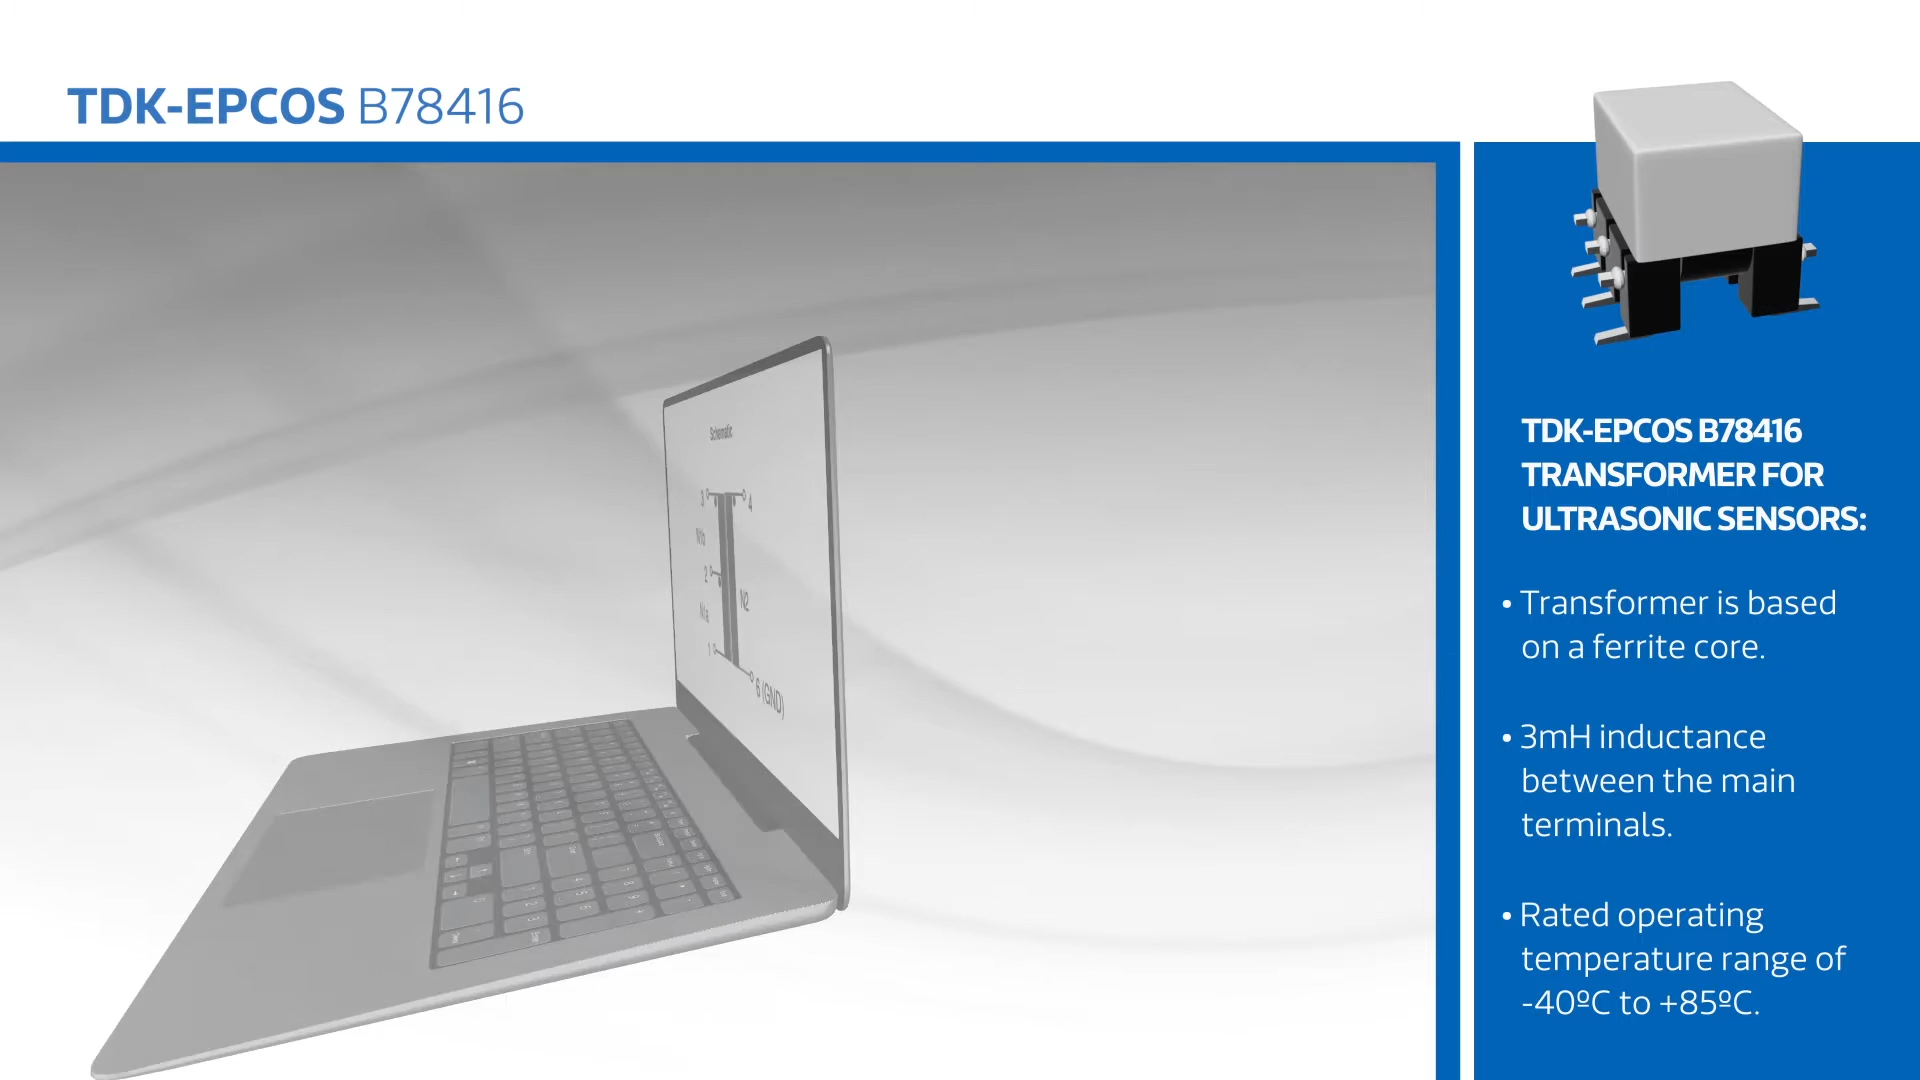 TDK-EPCOS B78416
Schematic
3
4
N1b
2
N2
N1a
1
6 (GND)
TDK-EPCOS B78416
TRANSFORMER FOR
ULTRASONIC SENSORS:
• Transformer is based
on a ferrite core.
• 3mH inductance
between the main
terminals.
• Rated operating
temperature range of
-40ºC to +85ºC.